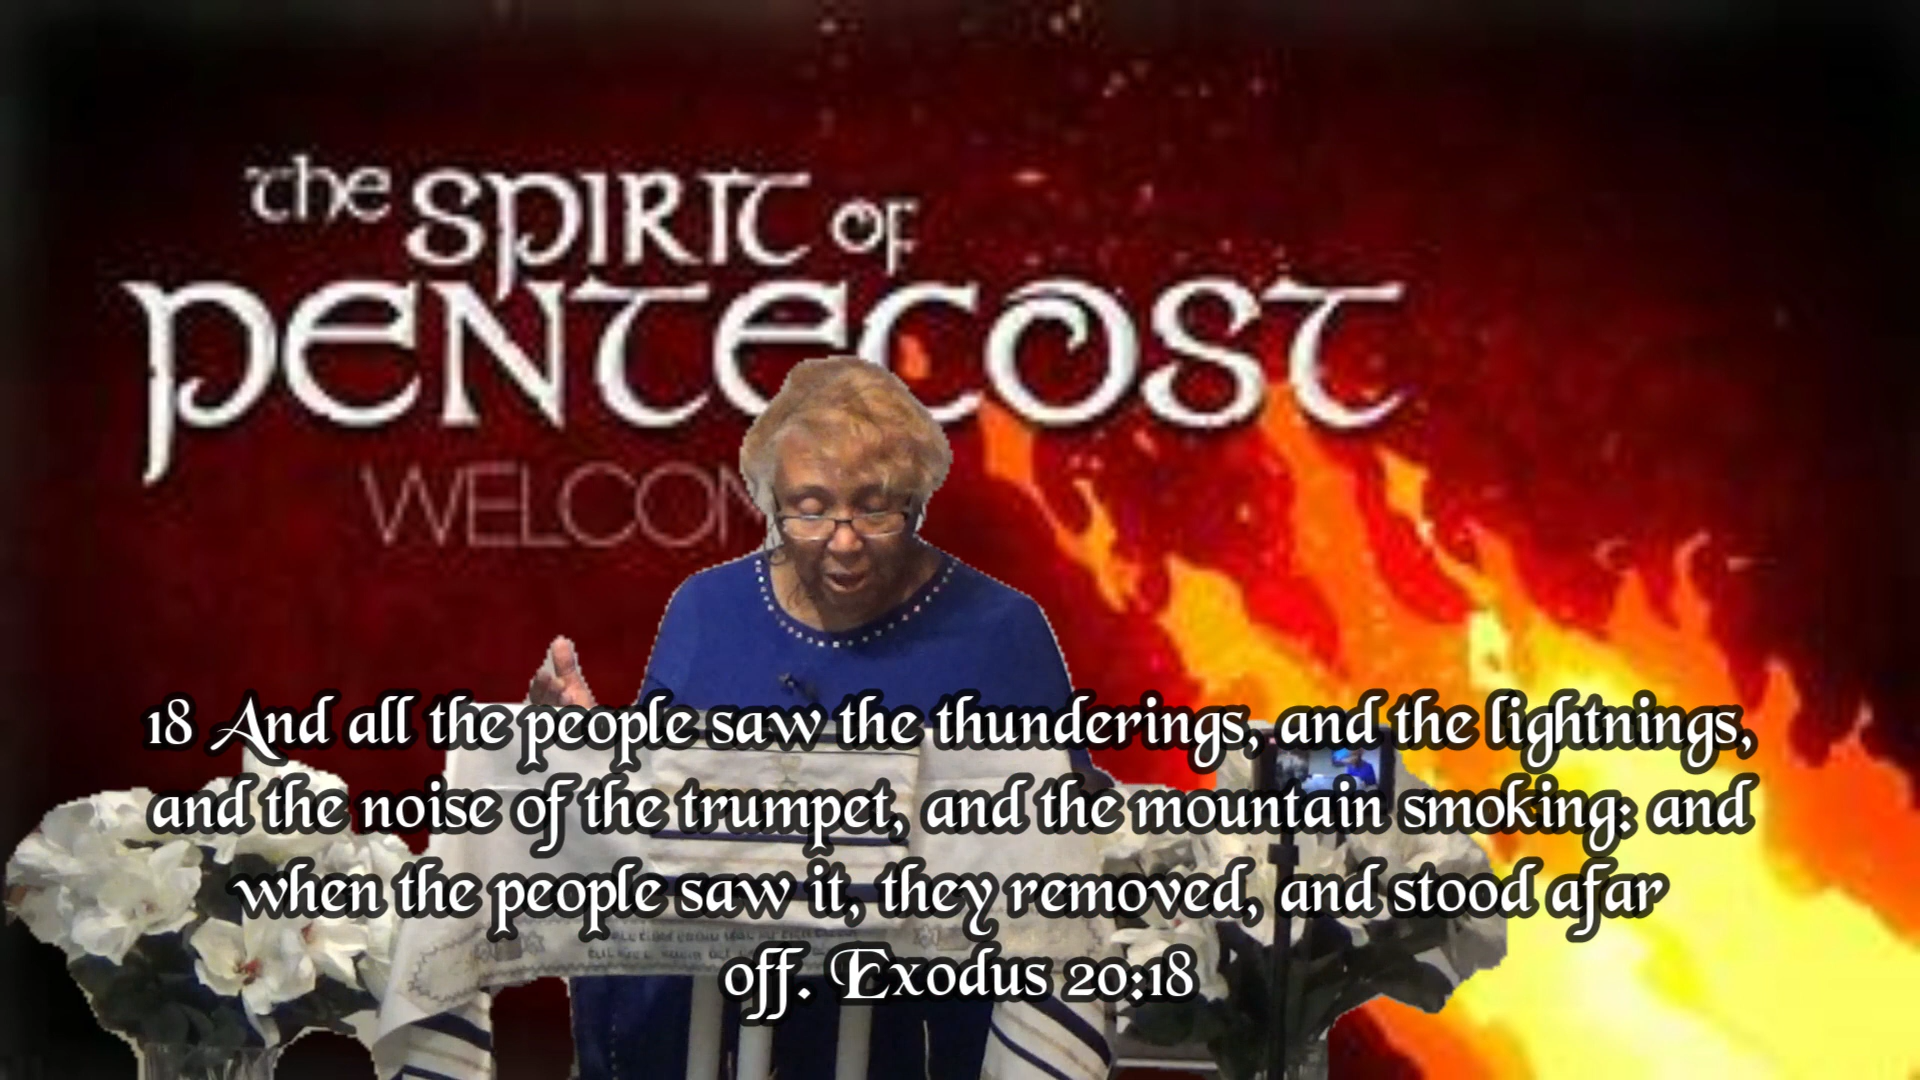 the SPIRIT OF
PENTECOST
WELCOM
18 And all the people saw the thunderings, and the lightnings,
and the noise of the trumpet, and the mountain smoking: and
when the people saw it, they removed, and stood afar
off. Exodus 20:18